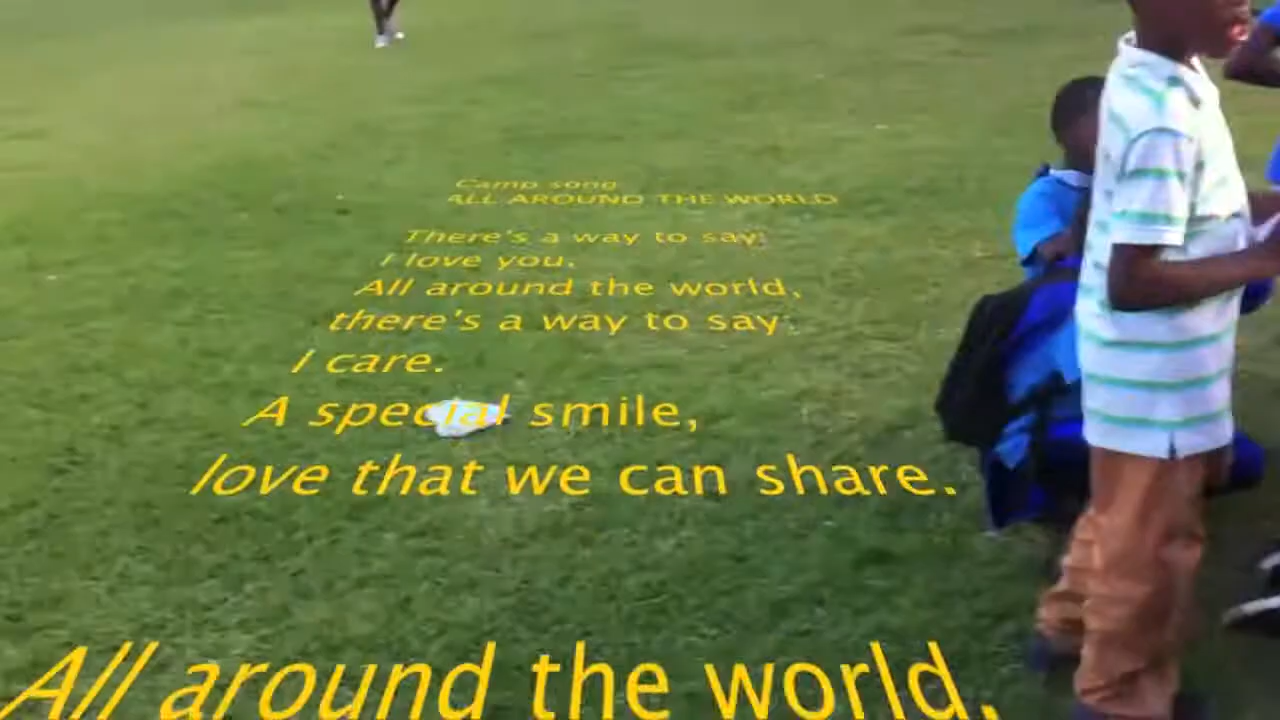 Camp song
ALL AROUND THE WORLD
There's a way to say:
I love you.
All around the world,
there's a way to say:
I care.
A special smile,
love that we can share.
All around the world,